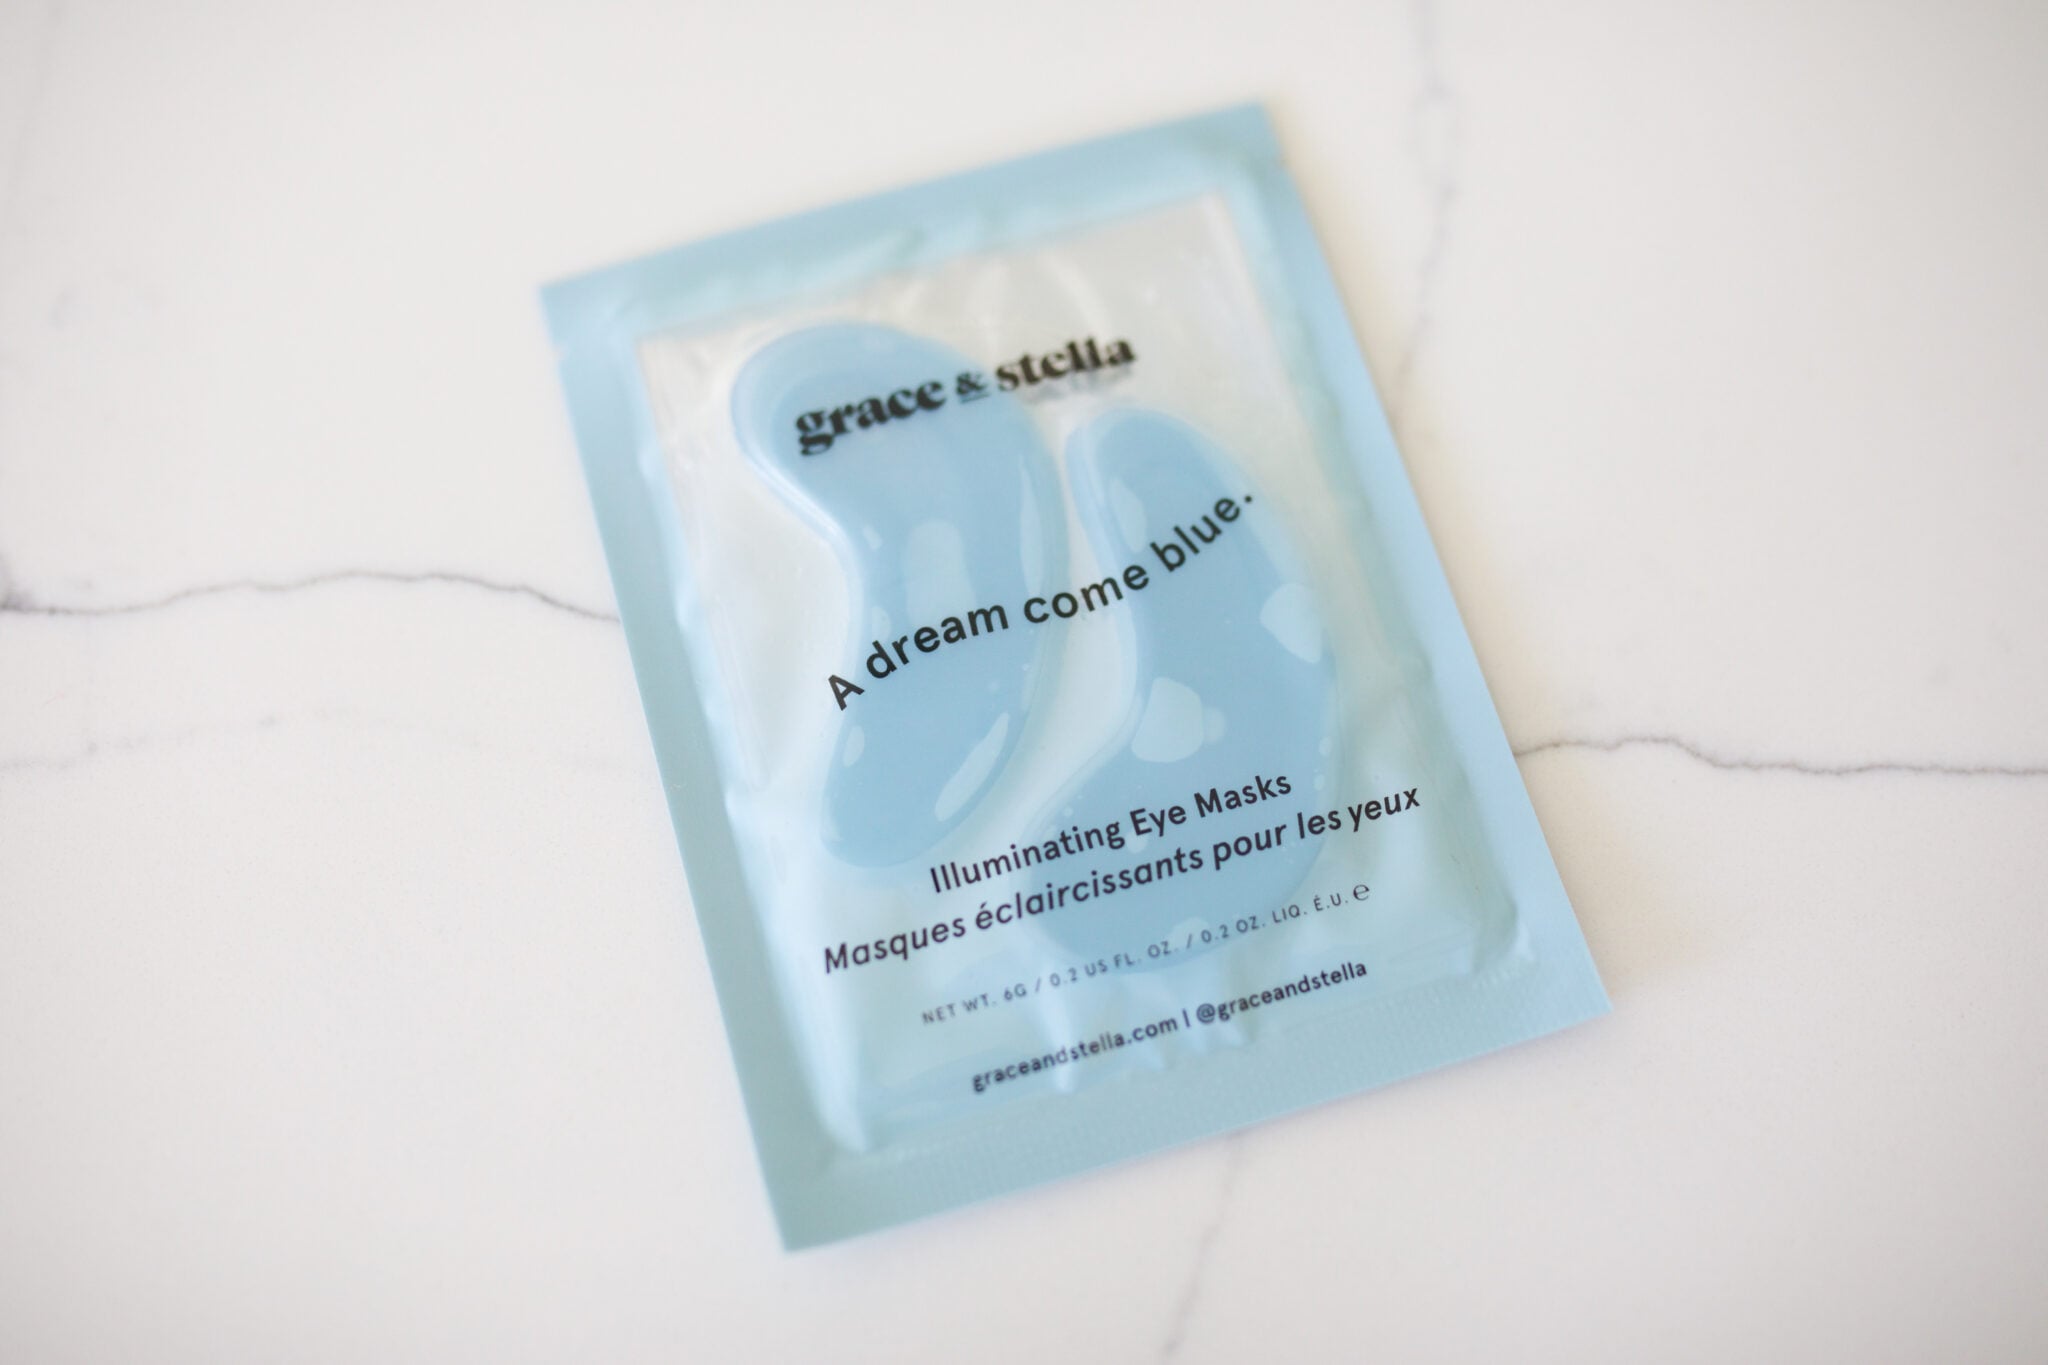 grace & stella
A dream come blue.
Illuminating Eye Masks
Masques éclaircissants pour les yeux
NET WT. 6G / 0.2 US FL. OZ. / 0.2 OZ. LIQ. É.U. ℮
graceandstella.com | @graceandstella